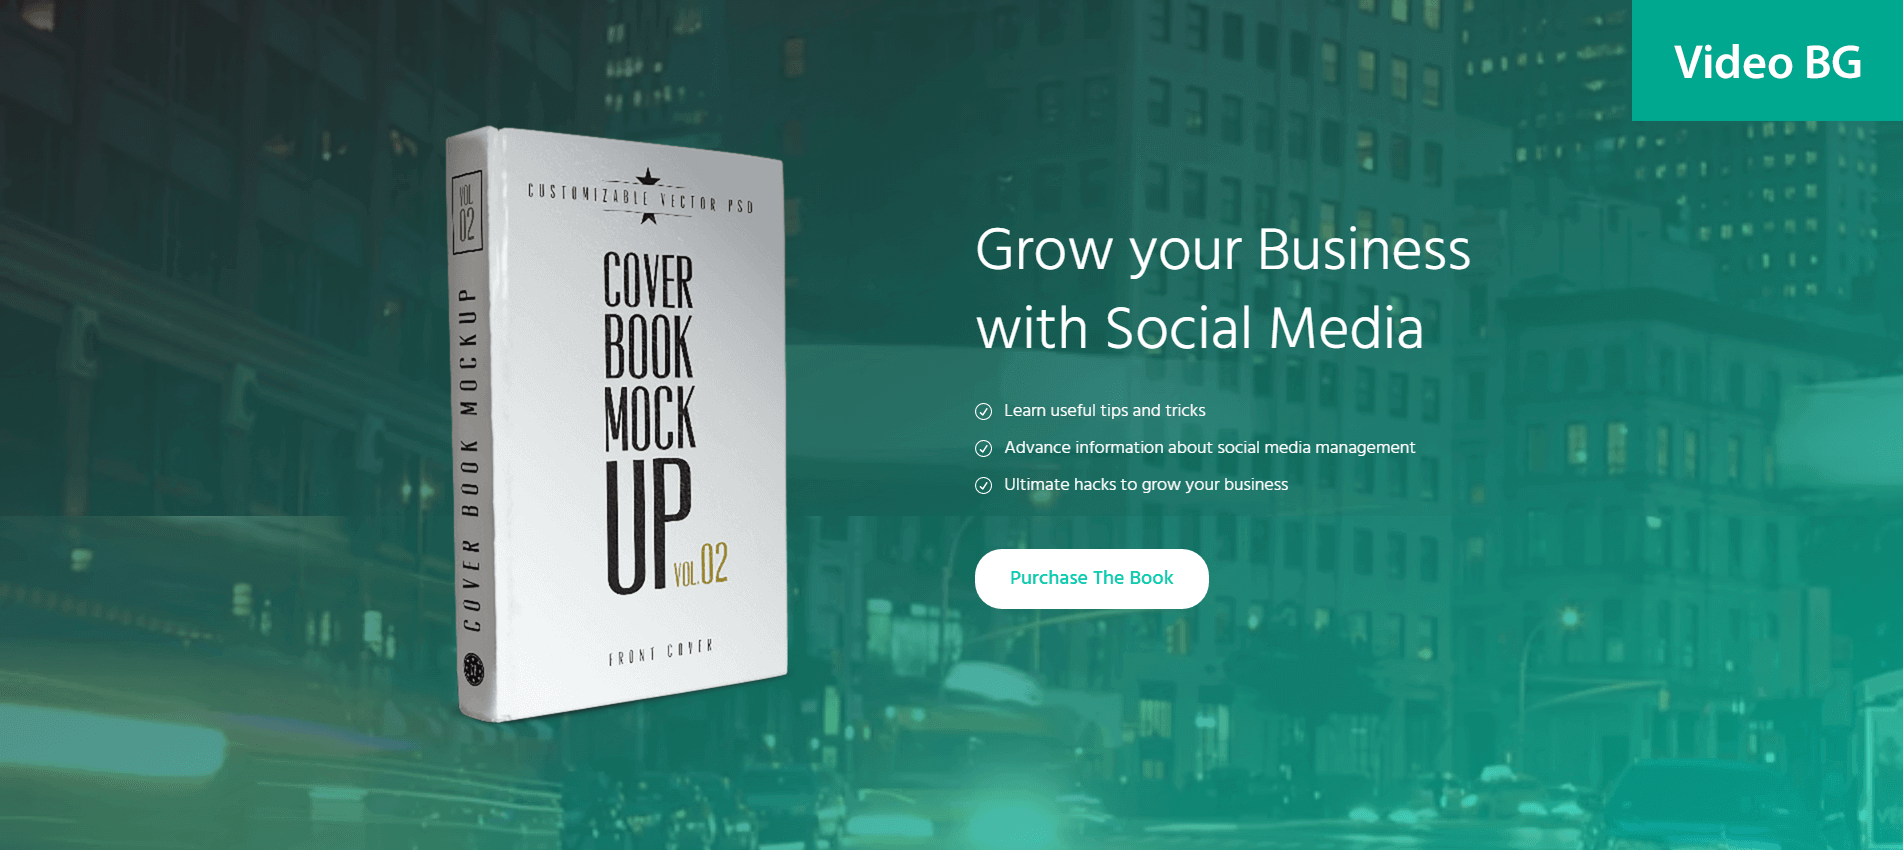 Video BG
VOL
02
COVER BOOK MOCKUP
CUSTOMIZABLE VECTOR PSD
COVER
BOOK
MOCK
UP
VOL.02
FRONT COVER
Grow your Business
with Social Media
Learn useful tips and tricks
Advance information about social media management
Ultimate hacks to grow your business
Purchase The Book